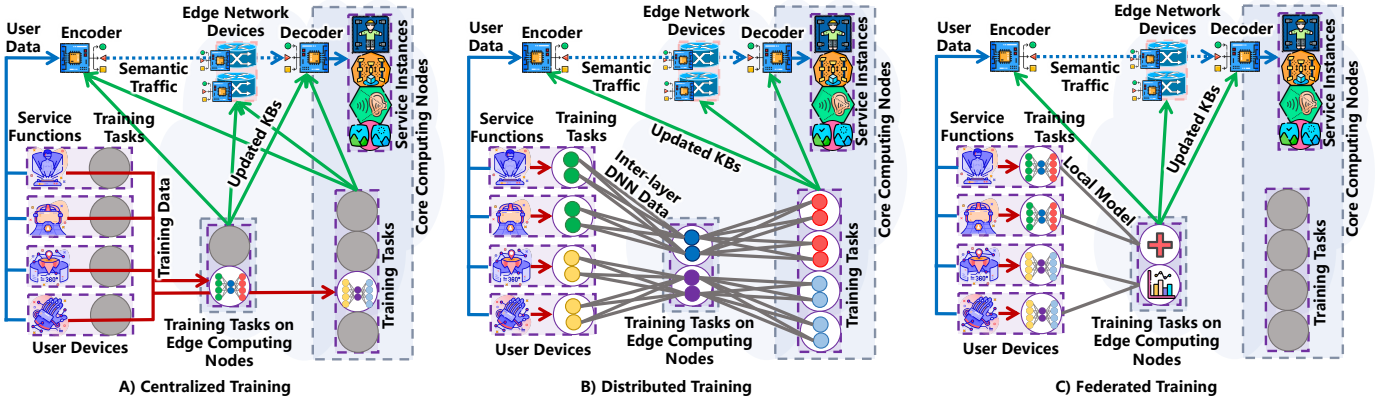 User
Data
Encoder
Edge Network
Devices
Decoder
Semantic
Traffic
Service Instances
Core Computing Nodes
Service
Functions
Training
Tasks
Updated KBs
Training Data
360°
Training Tasks
User Devices
Training Tasks on
Edge Computing
Nodes
A) Centralized Training
User Data
Encoder
Edge Network
Devices
Decoder
Semantic
Traffic
Service Instances
Core Computing Nodes
Service
Functions
Training
Tasks
Updated KBs
Inter-layer
DNN Data
360°
Training Tasks
User Devices
Training Tasks on
Edge Computing
Nodes
B) Distributed Training
User Data
Encoder
Edge Network
Devices
Decoder
Semantic
Traffic
Service Instances
Core Computing Nodes
Service
Functions
Training
Tasks
Updated KBs
Local Model
360°
Training Tasks
User Devices
Training Tasks on
Edge Computing
Nodes
C) Federated Training